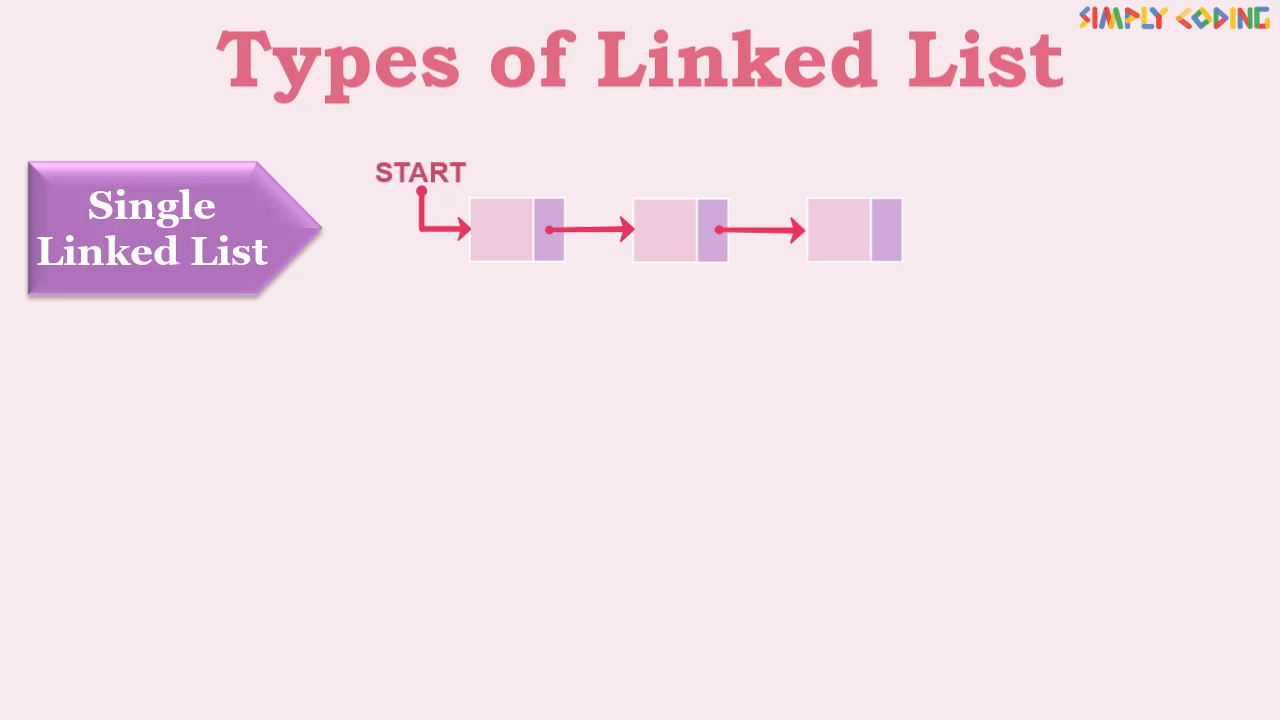 SIMPLY CODING
Types of Linked List
Single
Linked List
START